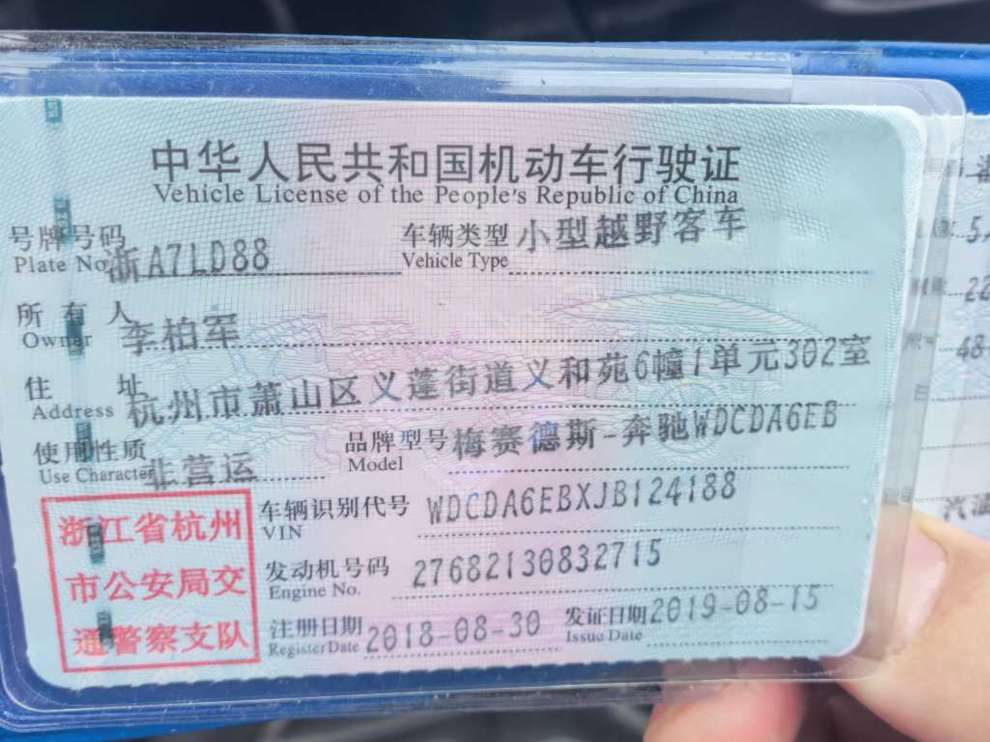 中华人民共和国机动车行驶证
Vehicle License of the People's Republic of China
号牌号码 浙A7LD88 车辆类型 小型越野客车
Plate No. Vehicle Type
所有人 李柏军
Owner
住址 杭州市萧山区义蓬街道义和苑6幢1单元302室
Address
使用性质 非营运 品牌型号 梅赛德斯-奔驰WDCDA6EB
Use Character Model
浙江省杭州
市公安局交
通警察支队
车辆识别代号 WDCDA6EBXJB124188
VIN
发动机号码 27682130832715
Engine No.
注册日期 2018-08-30 发证日期 2019-08-15
Register Date Issue Date
5
22
48
汽油